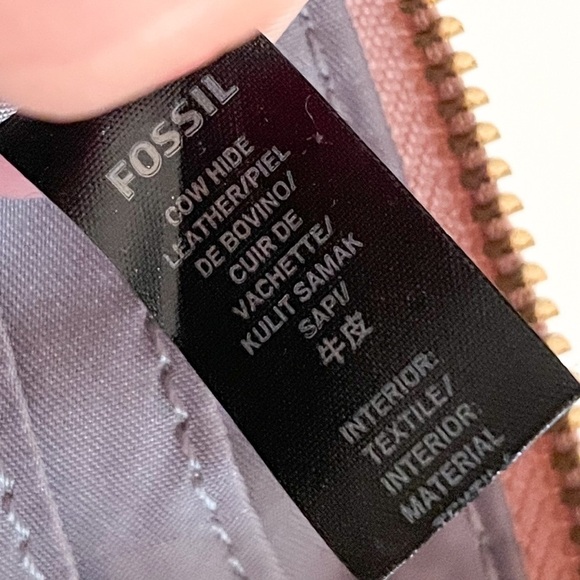 FOSSIL
COW HIDE
LEATHER/PIEL
DE BOVINO/
CUIR DE
VACHETTE/
KULIT SAMAK
SAPI/
牛皮
INTERIOR:
TEXTILE/
INTERIOR:
MATERIAL